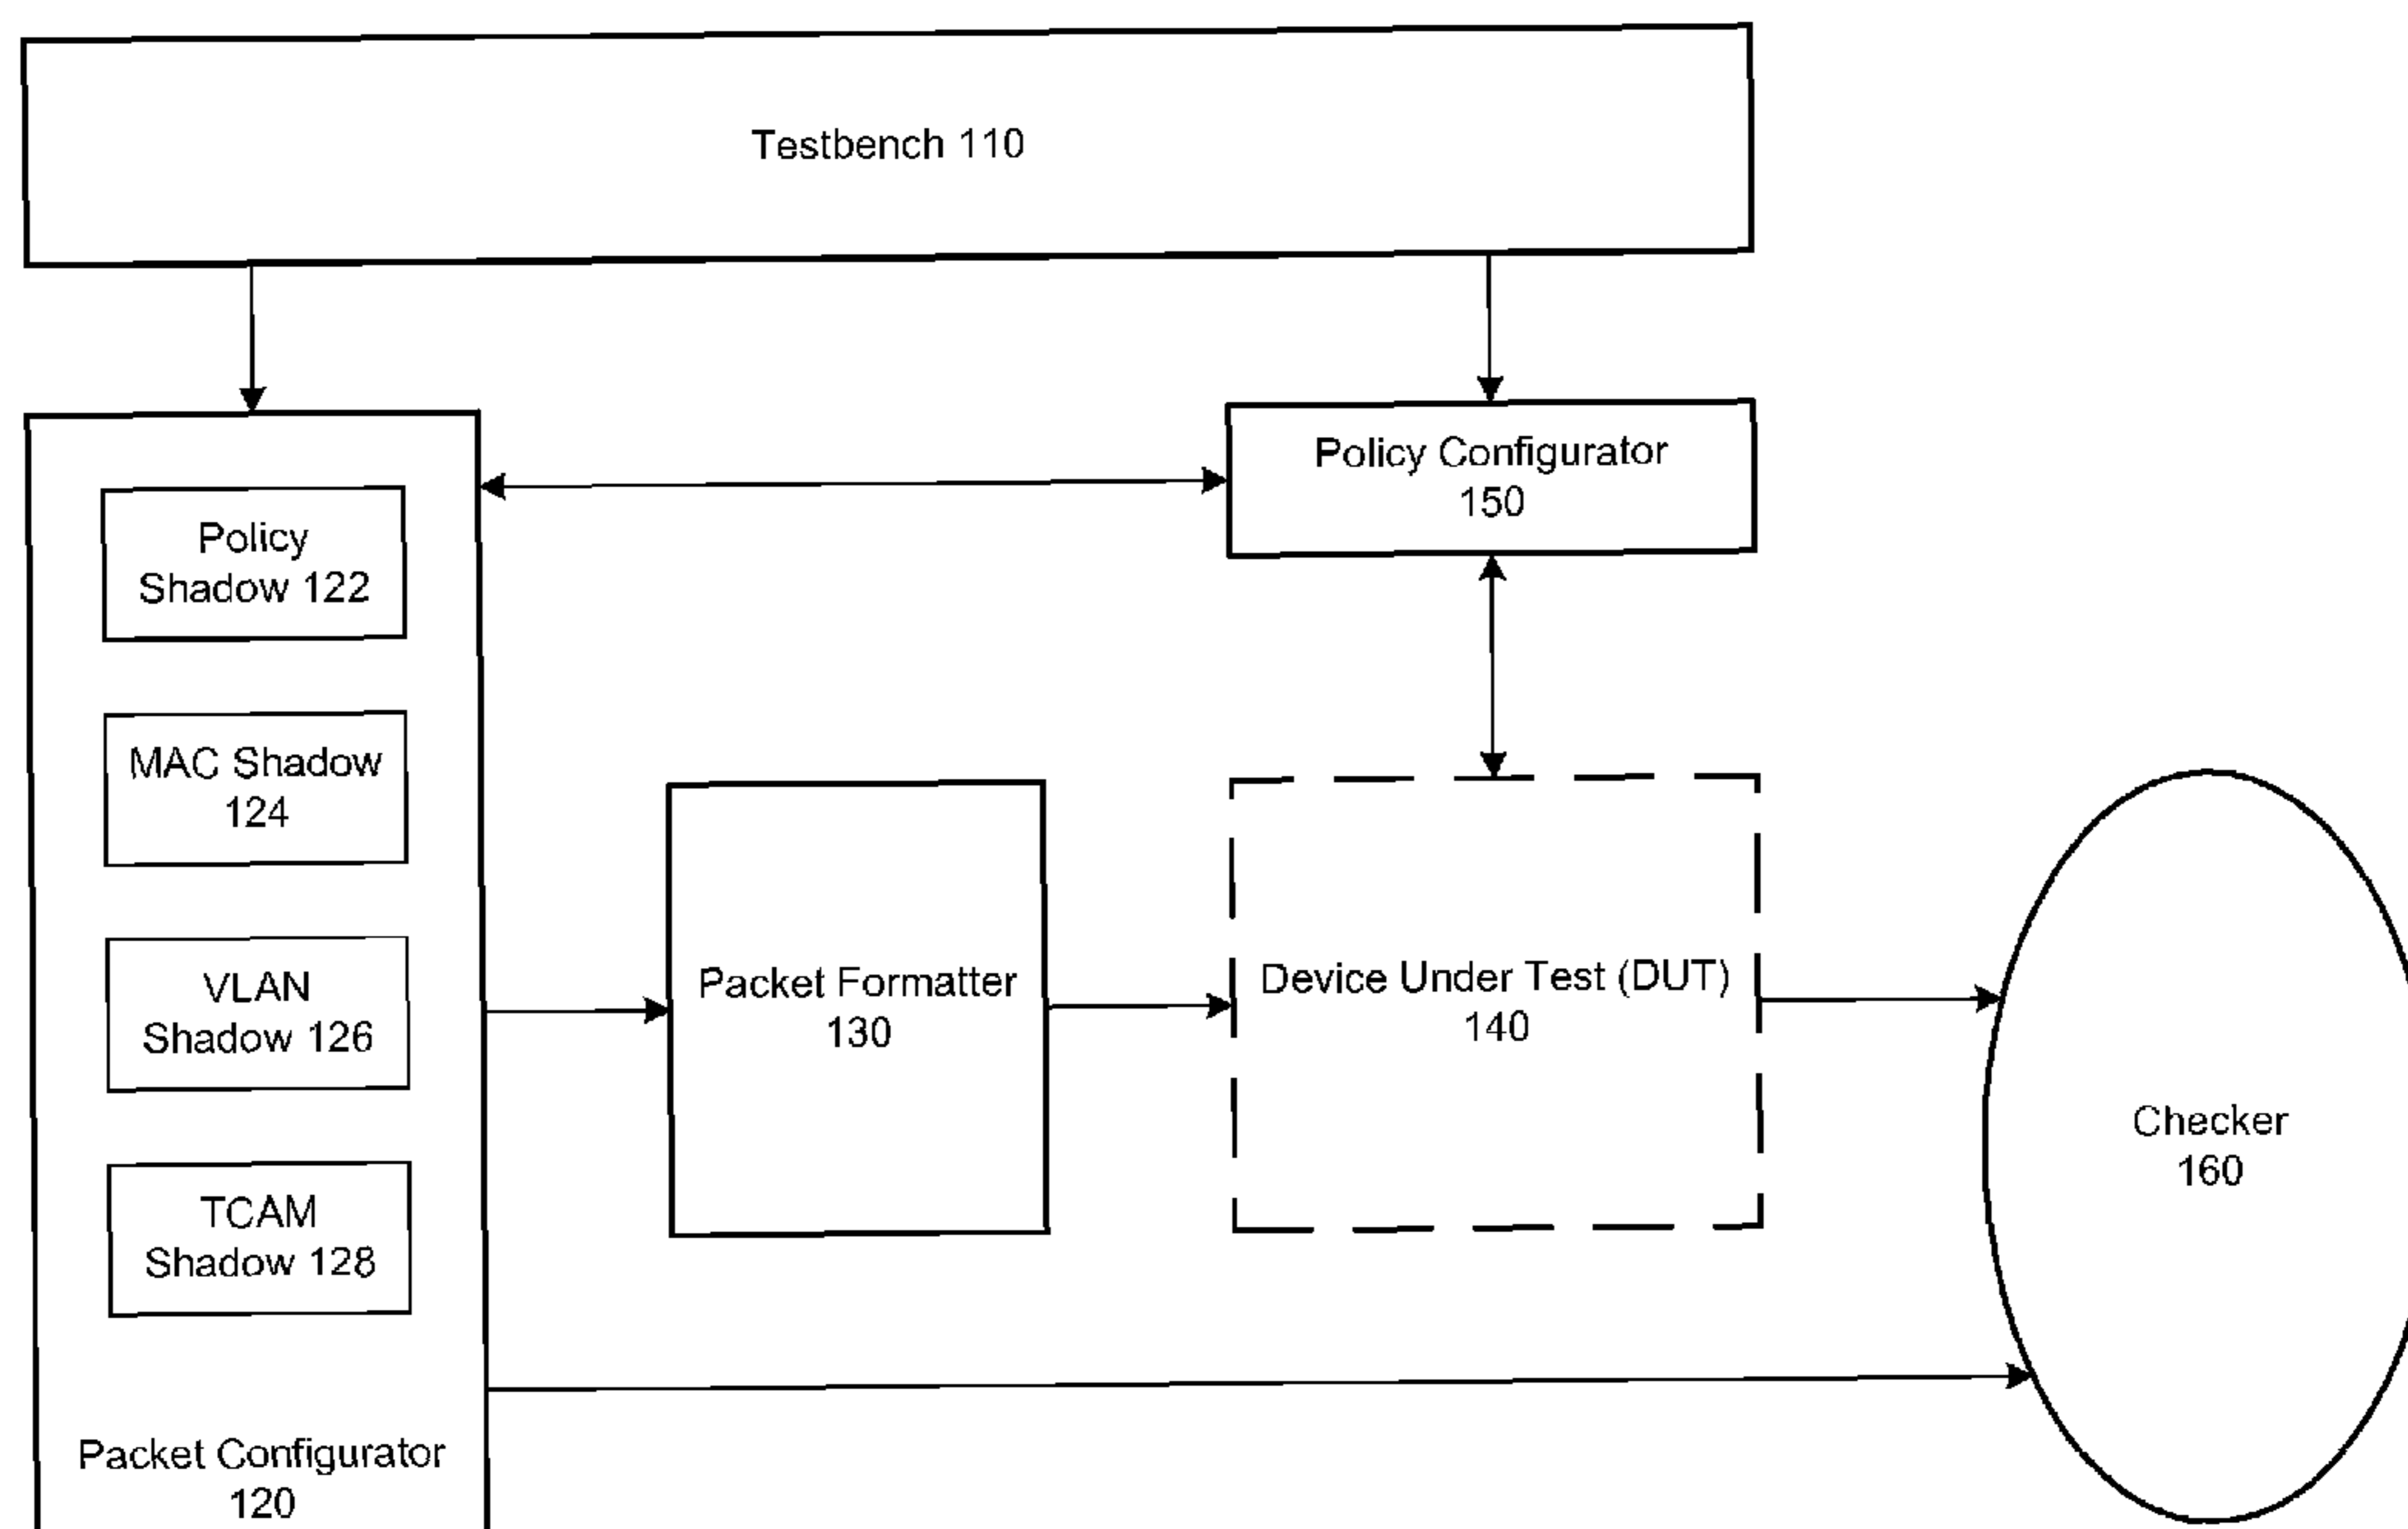 Testbench 110
Policy Configurator
150
Policy
Shadow 122
MAC Shadow
124
VLAN
Shadow 126
TCAM
Shadow 128
Packet Configurator
120
Packet Formatter
130
Device Under Test (DUT)
140
Checker
160